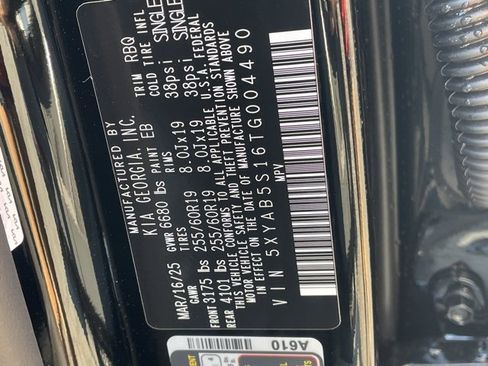 MANUFACTURED BY
KIA GEORGIA, INC.
MAR/16/25 PAINT EB TRIM RBQ
GVWR 6680 lbs
GAWR TIRES RIMS COLD TIRE INFL
FRONT 3175 lbs 255/60R19 8.0Jx19 38psi SINGLE
REAR 4101 lbs 255/60R19 8.0Jx19 38psi SINGLE
THIS VEHICLE CONFORMS TO ALL APPLICABLE U.S.A. FEDERAL
MOTOR VEHICLE SAFETY AND THEFT PREVENTION STANDARDS
IN EFFECT ON THE DATE OF MANUFACTURE SHOWN ABOVE
VIN 5XYAB5S16TG004490
MPV
A610